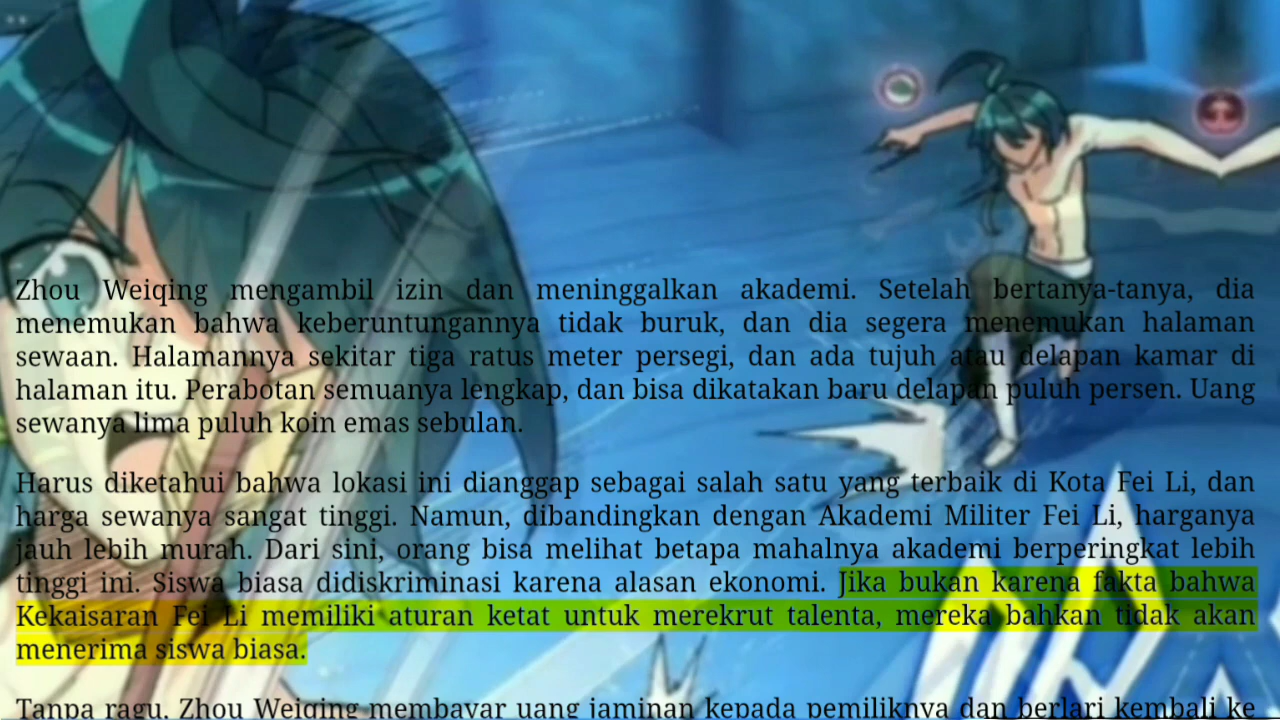 Zhou Weiqing mengambil izin dan meninggalkan akademi. Setelah bertanya-tanya, dia
menemukan bahwa keberuntungannya tidak buruk, dan dia segera menemukan halaman
sewaan. Halamannya sekitar tiga ratus meter persegi, dan ada tujuh atau delapan kamar di
halaman itu. Perabotan semuanya lengkap, dan bisa dikatakan baru delapan puluh persen. Uang
sewanya lima puluh koin emas sebulan.
Harus diketahui bahwa lokasi ini dianggap sebagai salah satu yang terbaik di Kota Fei Li, dan
harga sewanya sangat tinggi. Namun, dibandingkan dengan Akademi Militer Fei Li, harganya
jauh lebih murah. Dari sini, orang bisa melihat betapa mahalnya akademi berperingkat lebih
tinggi ini. Siswa biasa didiskriminasi karena alasan ekonomi. Jika bukan karena fakta bahwa
Kekaisaran Fei Li memiliki aturan ketat untuk merekrut talenta, mereka bahkan tidak akan
menerima siswa biasa.
Tanpa ragu, Zhou Weiqing membayar uang jaminan kepada pemiliknya dan berlari kembali ke